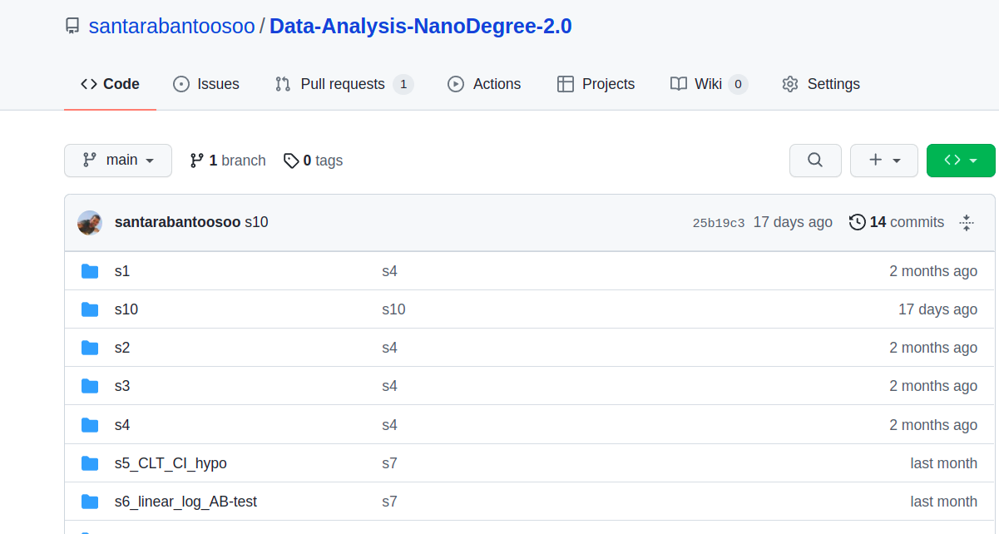 santarabantoosoo / Data-Analysis-NanoDegree-2.0
Code Issues Pull requests 1 Actions Projects Wiki 0 Settings
main 1 branch 0 tags
santarabantoosoo s10 25b19c3 17 days ago 14 commits
s1 s4 2 months ago
s10 s10 17 days ago
s2 s4 2 months ago
s3 s4 2 months ago
s4 s4 2 months ago
s5_CLT_CI_hypo s7 last month
s6_linear_log_AB-test s7 last month